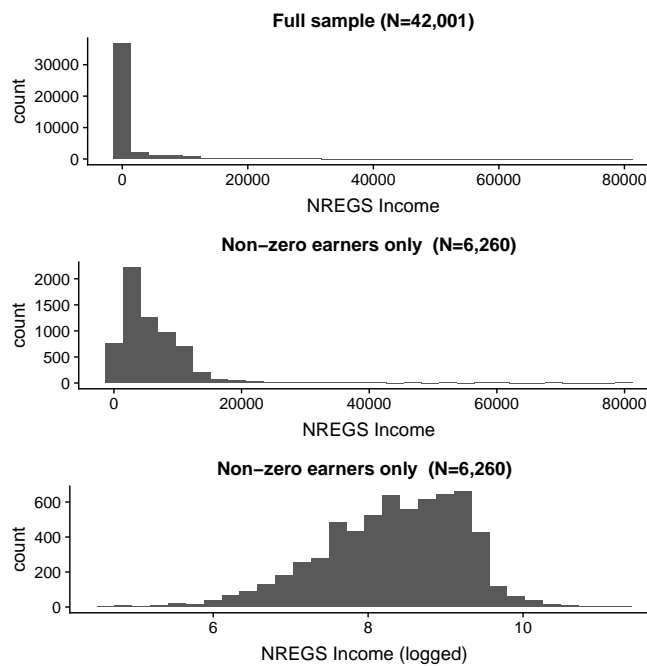 Full sample (N=42,001)
30000
20000
10000
0
count
0 20000 40000 60000 80000
NREGS Income
Non−zero earners only (N=6,260)
2000
1500
1000
500
0
count
0 20000 40000 60000 80000
NREGS Income
Non−zero earners only (N=6,260)
600
400
200
0
count
6 8 10
NREGS Income (logged)